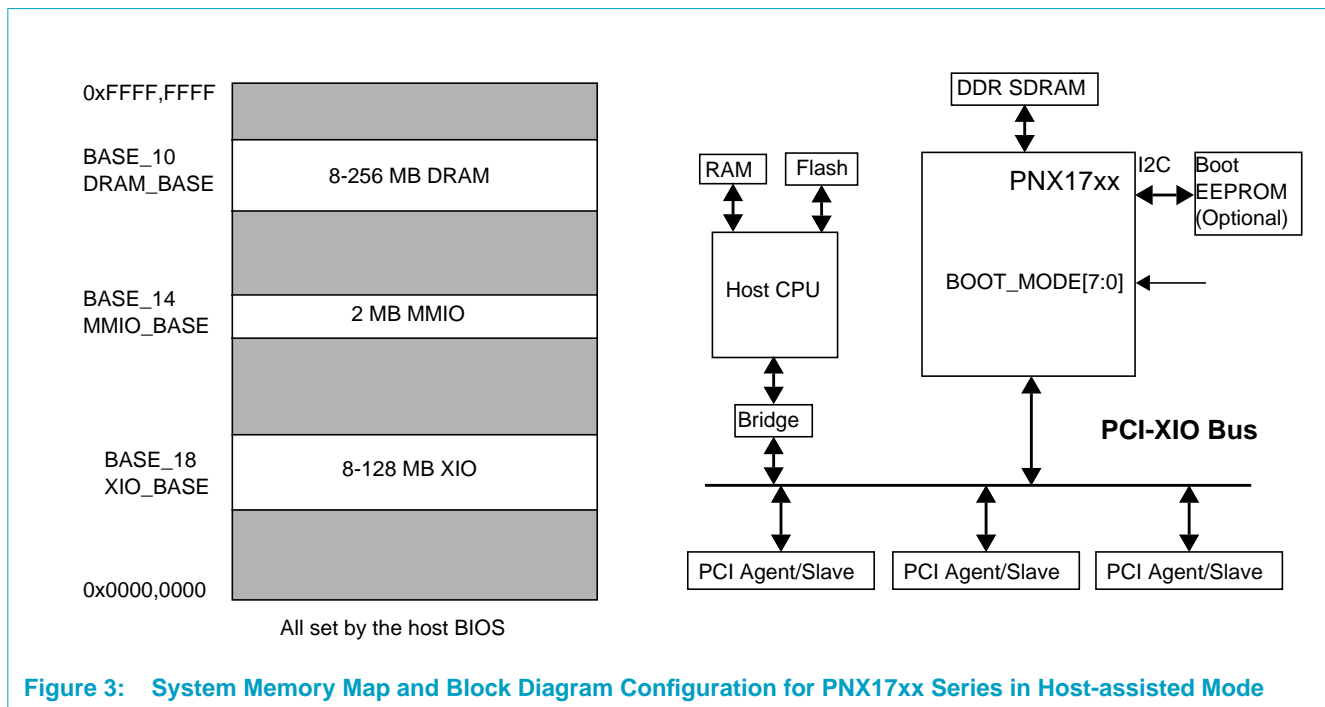 0xFFFF,FFFF
BASE_10
DRAM_BASE
8-256 MB DRAM
BASE_14
MMIO_BASE
2 MB MMIO
BASE_18
XIO_BASE
8-128 MB XIO
0x0000,0000
All set by the host BIOS
DDR SDRAM
RAM
Flash
PNX17xx
I2C
Boot
EEPROM
(Optional)
Host CPU
BOOT_MODE[7:0]
Bridge
PCI-XIO Bus
PCI Agent/Slave
PCI Agent/Slave
PCI Agent/Slave
Figure 3: System Memory Map and Block Diagram Configuration for PNX17xx Series in Host-assisted Mode